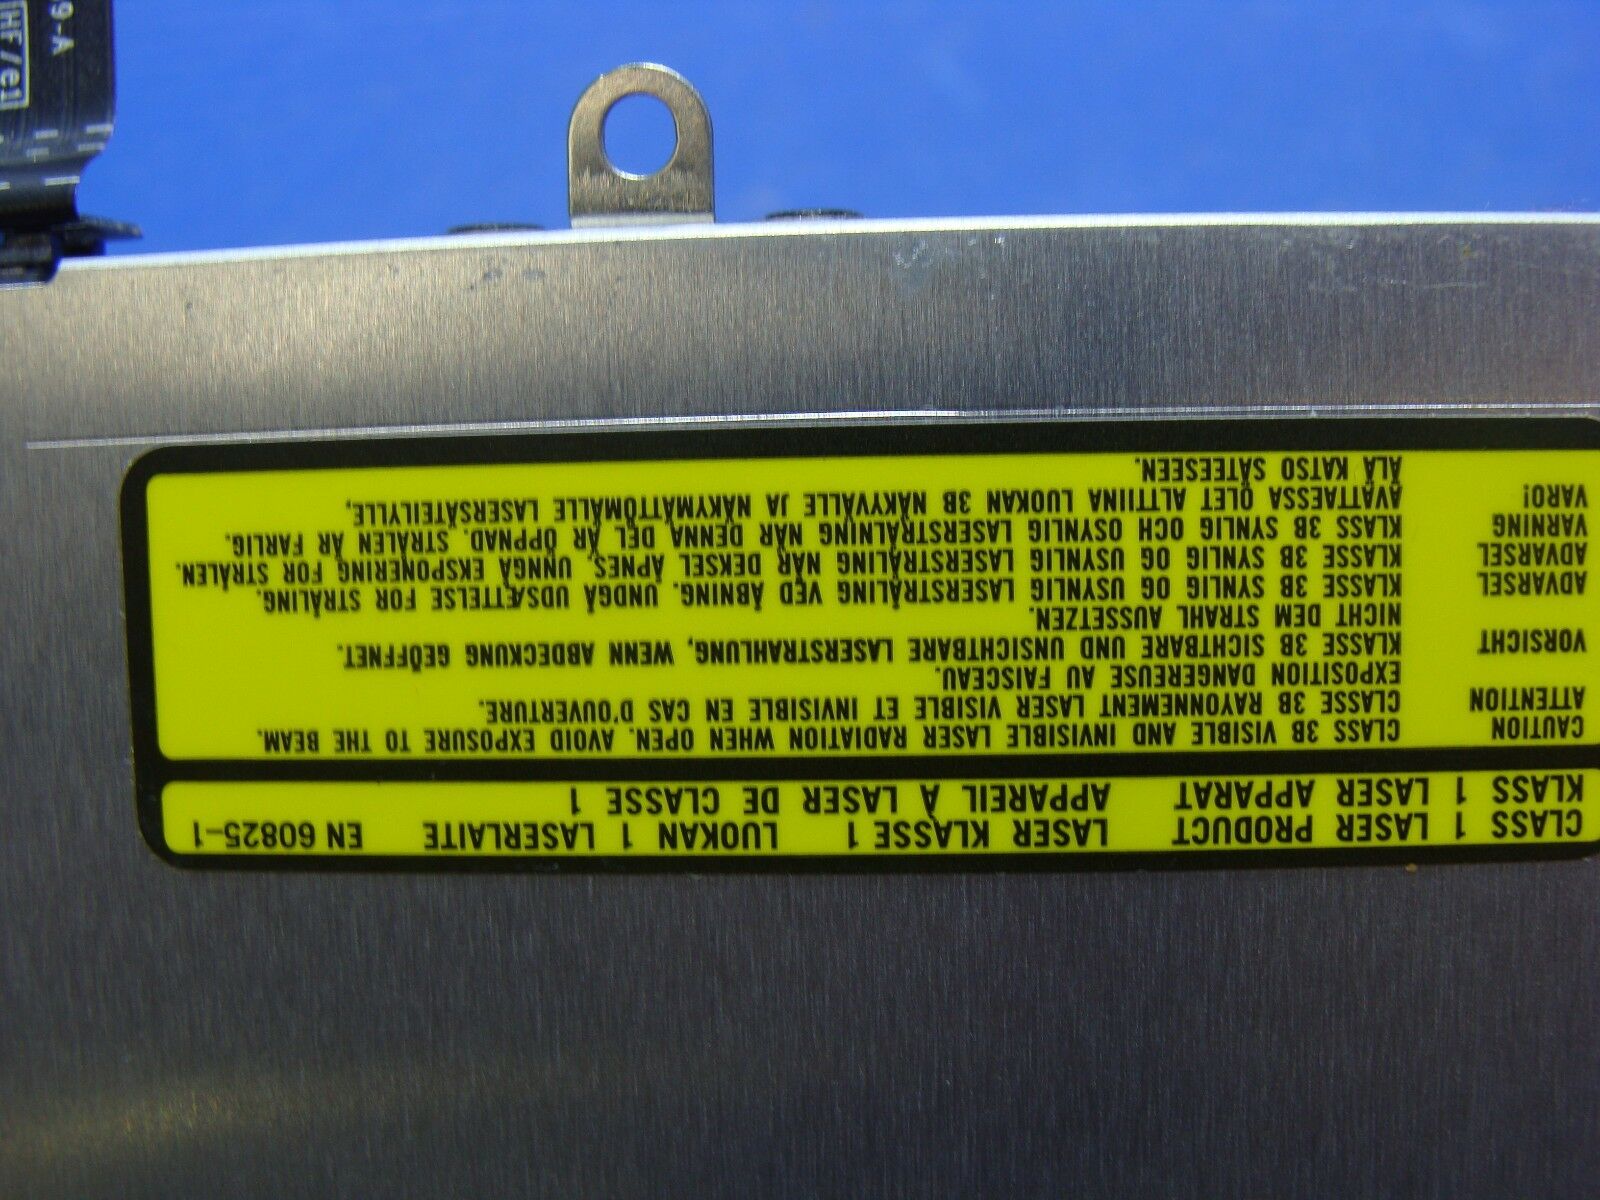 CLASS 1 LASER PRODUCT LASER KLASSE 1 LUOKAN 1 LASERLAITE EN 60825-1
KLASS 1 LASER APPARAT APPAREIL À LASER DE CLASSE 1
CAUTION CLASS 3B VISIBLE AND INVISIBLE LASER RADIATION WHEN OPEN. AVOID EXPOSURE TO THE BEAM.
ATTENTION CLASSE 3B RAYONNEMENT LASER VISIBLE ET INVISIBLE EN CAS D'OUVERTURE.
EXPOSITION DANGEREUSE AU FAISCEAU.
VORSICHT KLASSE 3B SICHTBARE UND UNSICHTBARE LASERSTRAHLUNG, WENN ABDECKUNG GEÖFFNET.
NICHT DEM STRAHL AUSSETZEN.
ADVARSEL KLASSE 3B SYNLIG OG USYNLIG LASERSTRÅLING VED ÅBNING. UNDGÅ UDSÆTTELSE FOR STRÅLING.
ADVARSEL KLASSE 3B SYNLIG OG USYNLIG LASERSTRÅLING NÅR DEKSEL ÅPNES, UNNGÅ EKSPONERING FOR STRÅLEN.
VARNING KLASS 3B SYNLIG OCH OSYNLIG LASERSTRÅLNING NÄR DENNA DEL ÄR ÖPPNAD. STRÅLEN ÄR FARLIG.
VARO! AVATTAESSA OLET ALTTIINA LUOKAN 3B NÄKYVÄLLE JA NÄKYMÄTTÖMÄLLE LASERSÄTEILYLLE,
ÄLÄ KATSO SÄTEESEEN.
9-A
HF/e1